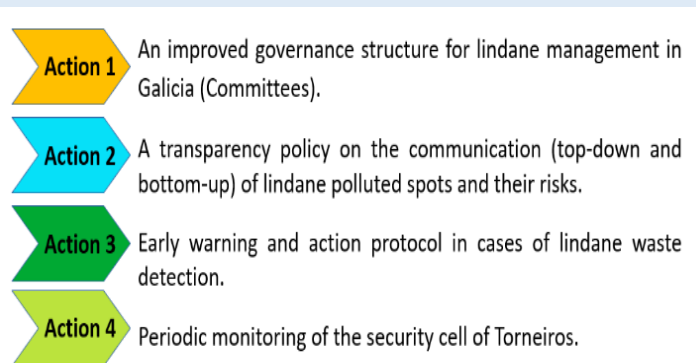 Action 1
An improved governance structure for lindane management in
Galicia (Committees).
Action 2
A transparency policy on the communication (top-down and
bottom-up) of lindane polluted spots and their risks.
Action 3
Early warning and action protocol in cases of lindane waste
detection.
Action 4
Periodic monitoring of the security cell of Torneiros.